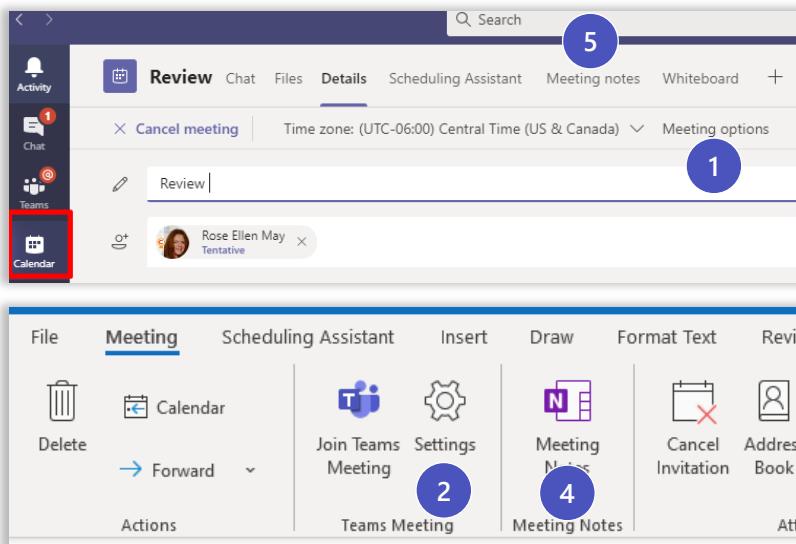 Search
5
Activity
Review Chat Files Details Scheduling Assistant Meeting notes Whiteboard +
1
Chat
Cancel meeting Time zone: (UTC-06:00) Central Time (US & Canada) Meeting options
1
@
Teams
Review
Rose Ellen May
Tentative
Calendar
File Meeting Scheduling Assistant Insert Draw Format Text
Calendar
Delete
Forward
Join Teams Meeting
Settings
Meeting
Cancel Invitation
Book
2
4
Actions
Teams Meeting
Meeting Notes